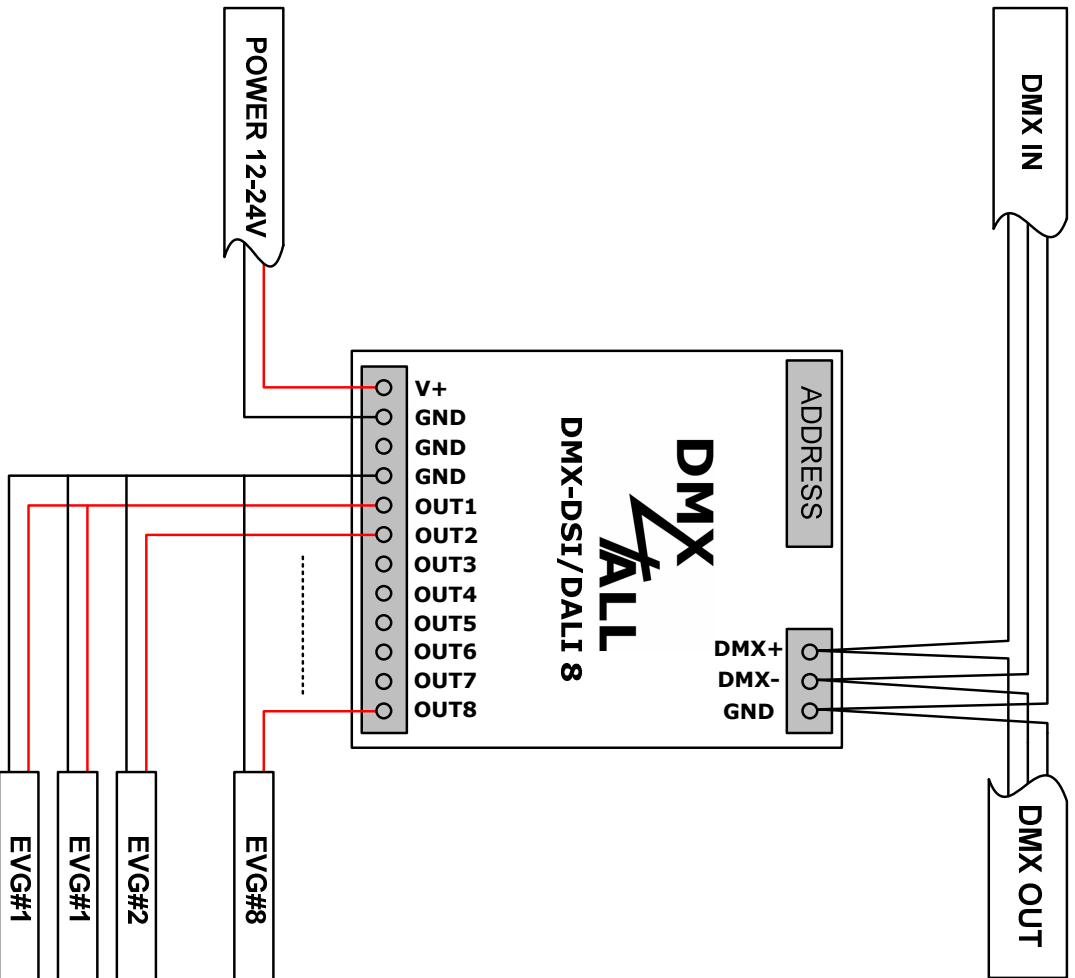 POWER 12-24V
DMX IN
ADDRESS
V+
GND
GND
GND
OUT1
OUT2
OUT3
OUT4
OUT5
OUT6
OUT7
OUT8
DMX
4ALL
DMX-DSI/DALI 8
DMX+
DMX-
GND
EVG#1
EVG#1
EVG#2
EVG#8
DMX OUT